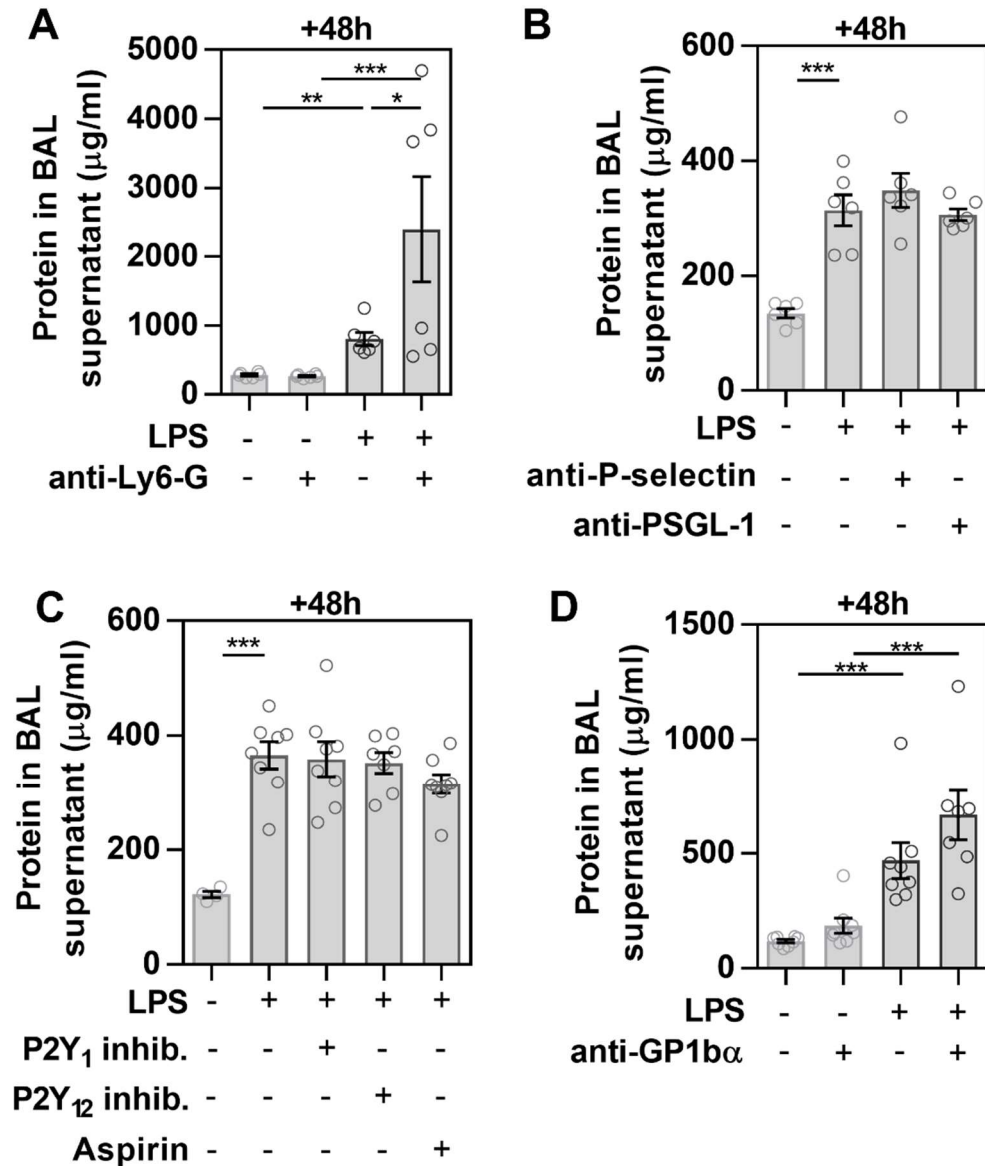 A
+48h
5000
4000
3000
2000
1000
0
Protein in BAL
supernatant (μg/ml)
***
** *
LPS - - + +
anti-Ly6-G - + - +
B
+48h
600
400
200
0
Protein in BAL
supernatant (μg/ml)
***
LPS - + + +
anti-P-selectin - - + -
anti-PSGL-1 - - - +
C
+48h
600
400
200
0
Protein in BAL
supernatant (μg/ml)
***
LPS - + + + +
P2Y₁ inhib. - - + - -
P2Y₁₂ inhib. - - - + -
Aspirin - - - - +
D
+48h
1500
1000
500
0
Protein in BAL
supernatant (μg/ml)
***
***
LPS - - + +
anti-GP1bα - + - +